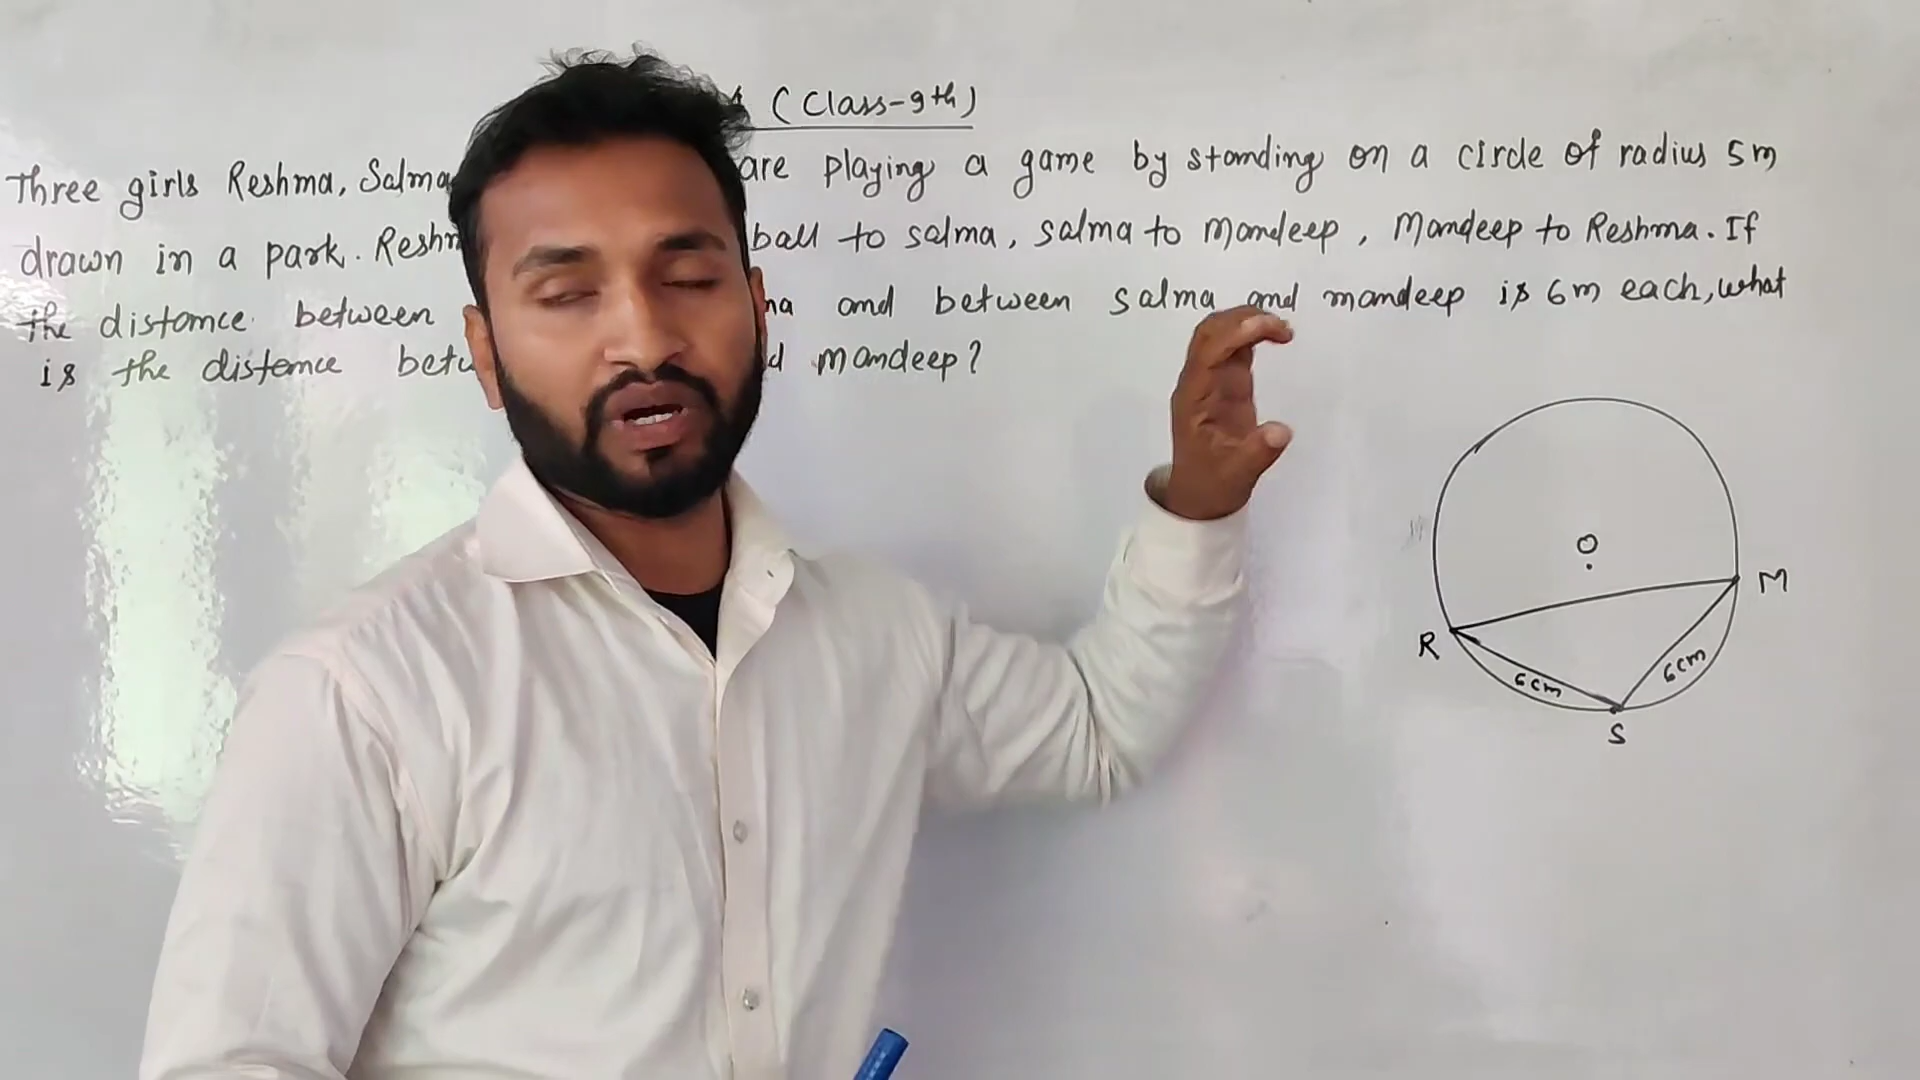 (Class-9th)
Three girls Reshma, Salma are playing a game by standing on a circle of radius 5m
drawn in a park. Reshm ball to salma, salma to Mandeep, Mandeep to Reshma. If
the distance between na and between salma and mandeep is 6m each, what
is the distance betw d mandeep?
O
M
R
6cm
6cm
S